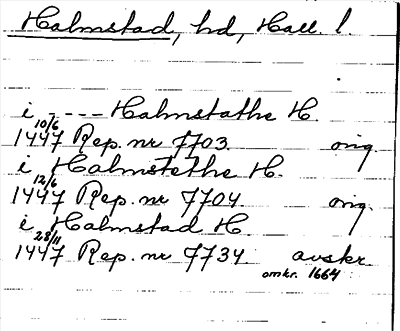 Halmstad, hd, Hall. l.
i ---- Halmstathe H.
10/6
1447 Rep. nr 7703. orig.
i Halmstethe H.
12/6
1447 Rep. nr 7704. orig.
i Halmstad H
28/11
1447 Rep. nr 7734. avskr.
omkr. 1664